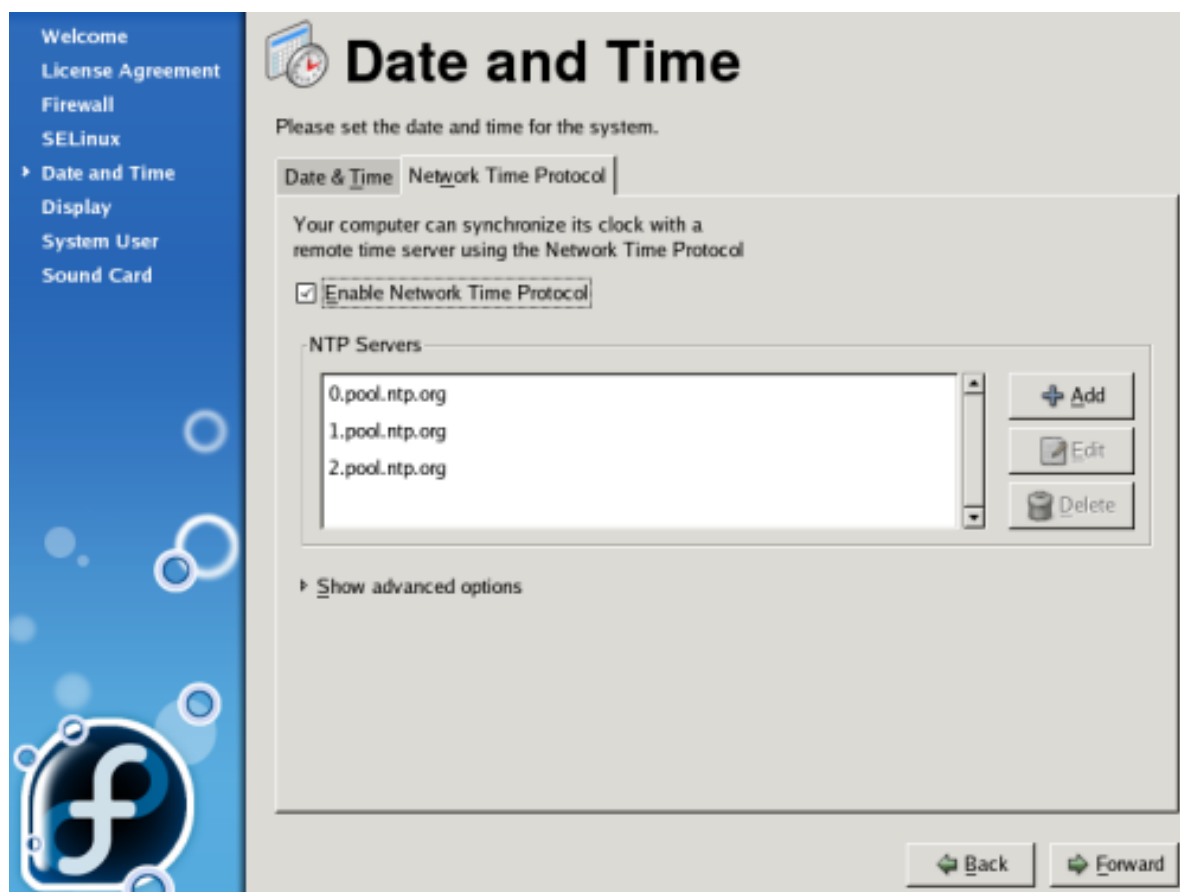 Welcome
License Agreement
Firewall
SELinux
Date and Time
Display
System User
Sound Card
Date and Time
Please set the date and time for the system.
Date & Time
Network Time Protocol
Your computer can synchronize its clock with a
remote time server using the Network Time Protocol
Enable Network Time Protocol
NTP Servers
0.pool.ntp.org
1.pool.ntp.org
2.pool.ntp.org
Add
Edit
Delete
Show advanced options
Back
Forward